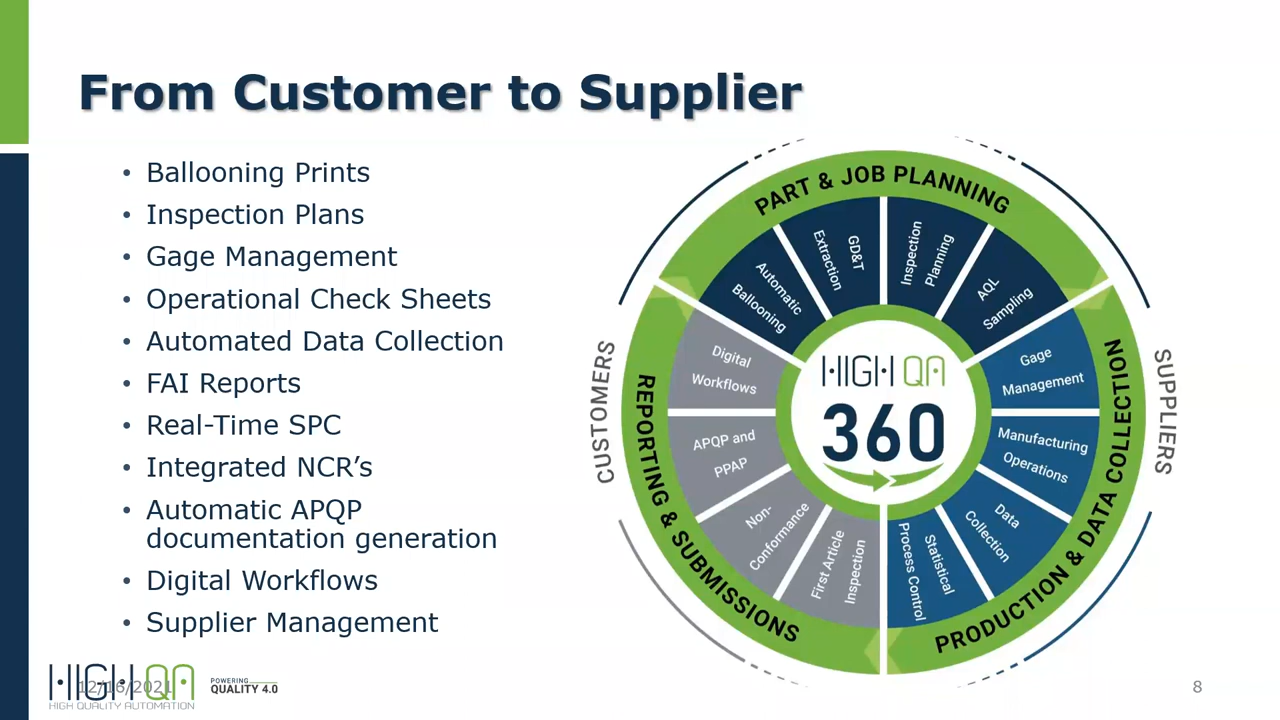 From Customer to Supplier
• Ballooning Prints
• Inspection Plans
• Gage Management
• Operational Check Sheets
• Automated Data Collection
• FAI Reports
• Real-Time SPC
• Integrated NCR’s
• Automatic APQP
documentation generation
• Digital Workflows
• Supplier Management
PART & JOB PLANNING
Automatic
Ballooning
GD&T
Extraction
Inspection
Planning
AQL
Sampling
CUSTOMERS
SUPPLIERS
PRODUCTION & DATA COLLECTION
Gage
Management
Manufacturing
Operations
Data
Collection
Statistical
Process Control
REPORTING & SUBMISSIONS
Digital
Workflows
APQP and
PPAP
Non-
Conformance
First Article
Inspection
HIGH QA
360
HIGH QA
12/16/2021
HIGH QUALITY AUTOMATION
POWERING
QUALITY 4.0
8